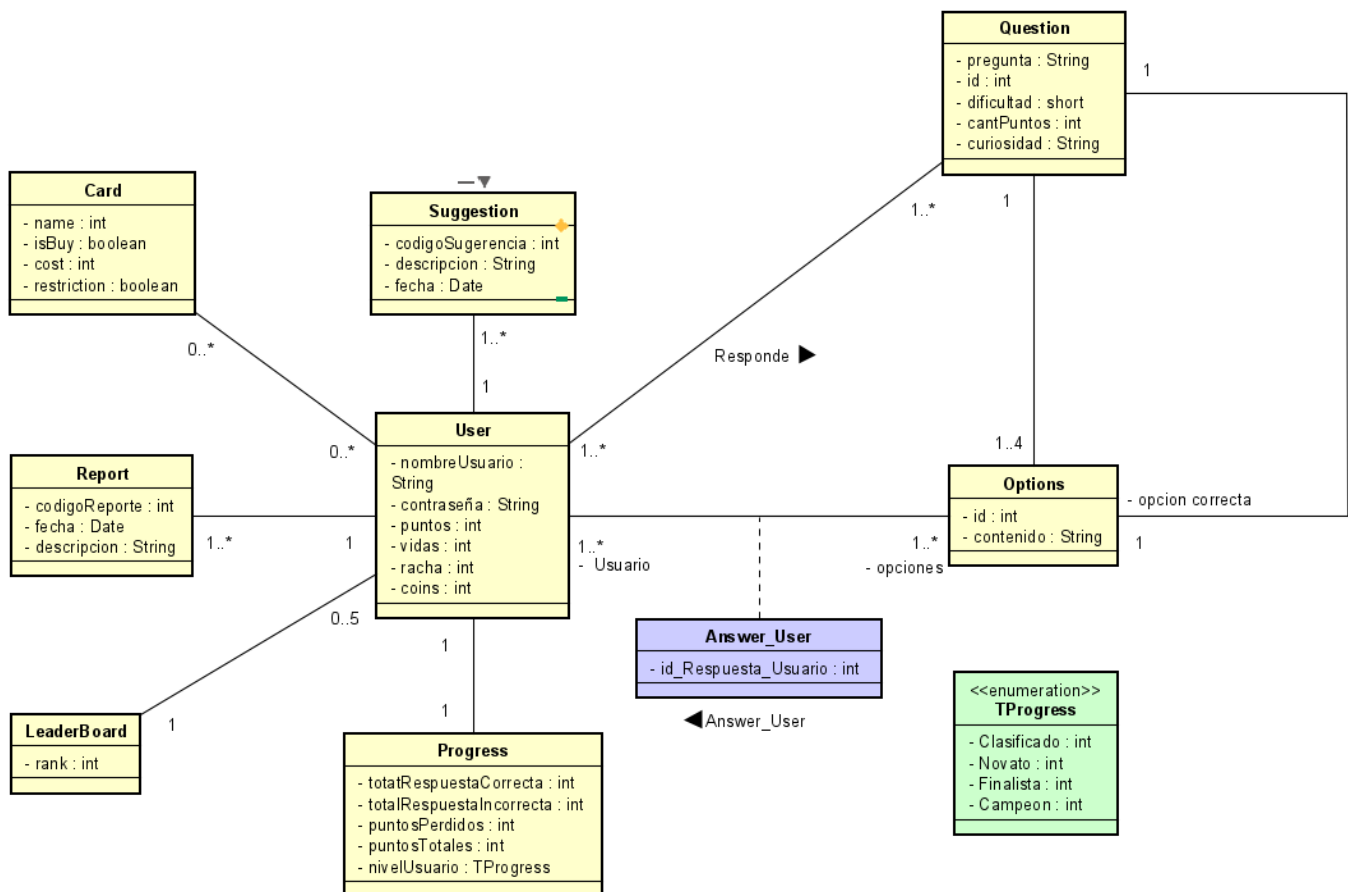 Question
- pregunta : String
- id : int
- dificultad : short
- cantPuntos : int
- curiosidad : String
1
1
1..*
Card
- name : int
- isBuy : boolean
- cost : int
- restriction : boolean
0..*
Suggestion
- codigoSugerencia : int
- descripcion : String
- fecha : Date
1..*
1
Responde
User
- nombreUsuario :
String
- contraseña : String
- puntos : int
- vidas : int
- racha : int
- coins : int
0..*
1..*
1..4
Report
- codigoReporte : int
- fecha : Date
- descripcion : String
1..*
1
Options
- id : int
- contenido : String
- opcion correcta
1
1..*
- Usuario
1..*
- opciones
0..5
1
Answer_User
- id_Respuesta_Usuario : int
Answer_User
LeaderBoard
- rank : int
1
1
Progress
- totatRespuestaCorrecta : int
- totalRespuestaIncorrecta : int
- puntosPerdidos : int
- puntosTotales : int
- nivelUsuario : TProgress
<<enumeration>>
TProgress
- Clasificado : int
- Novato : int
- Finalista : int
- Campeon : int